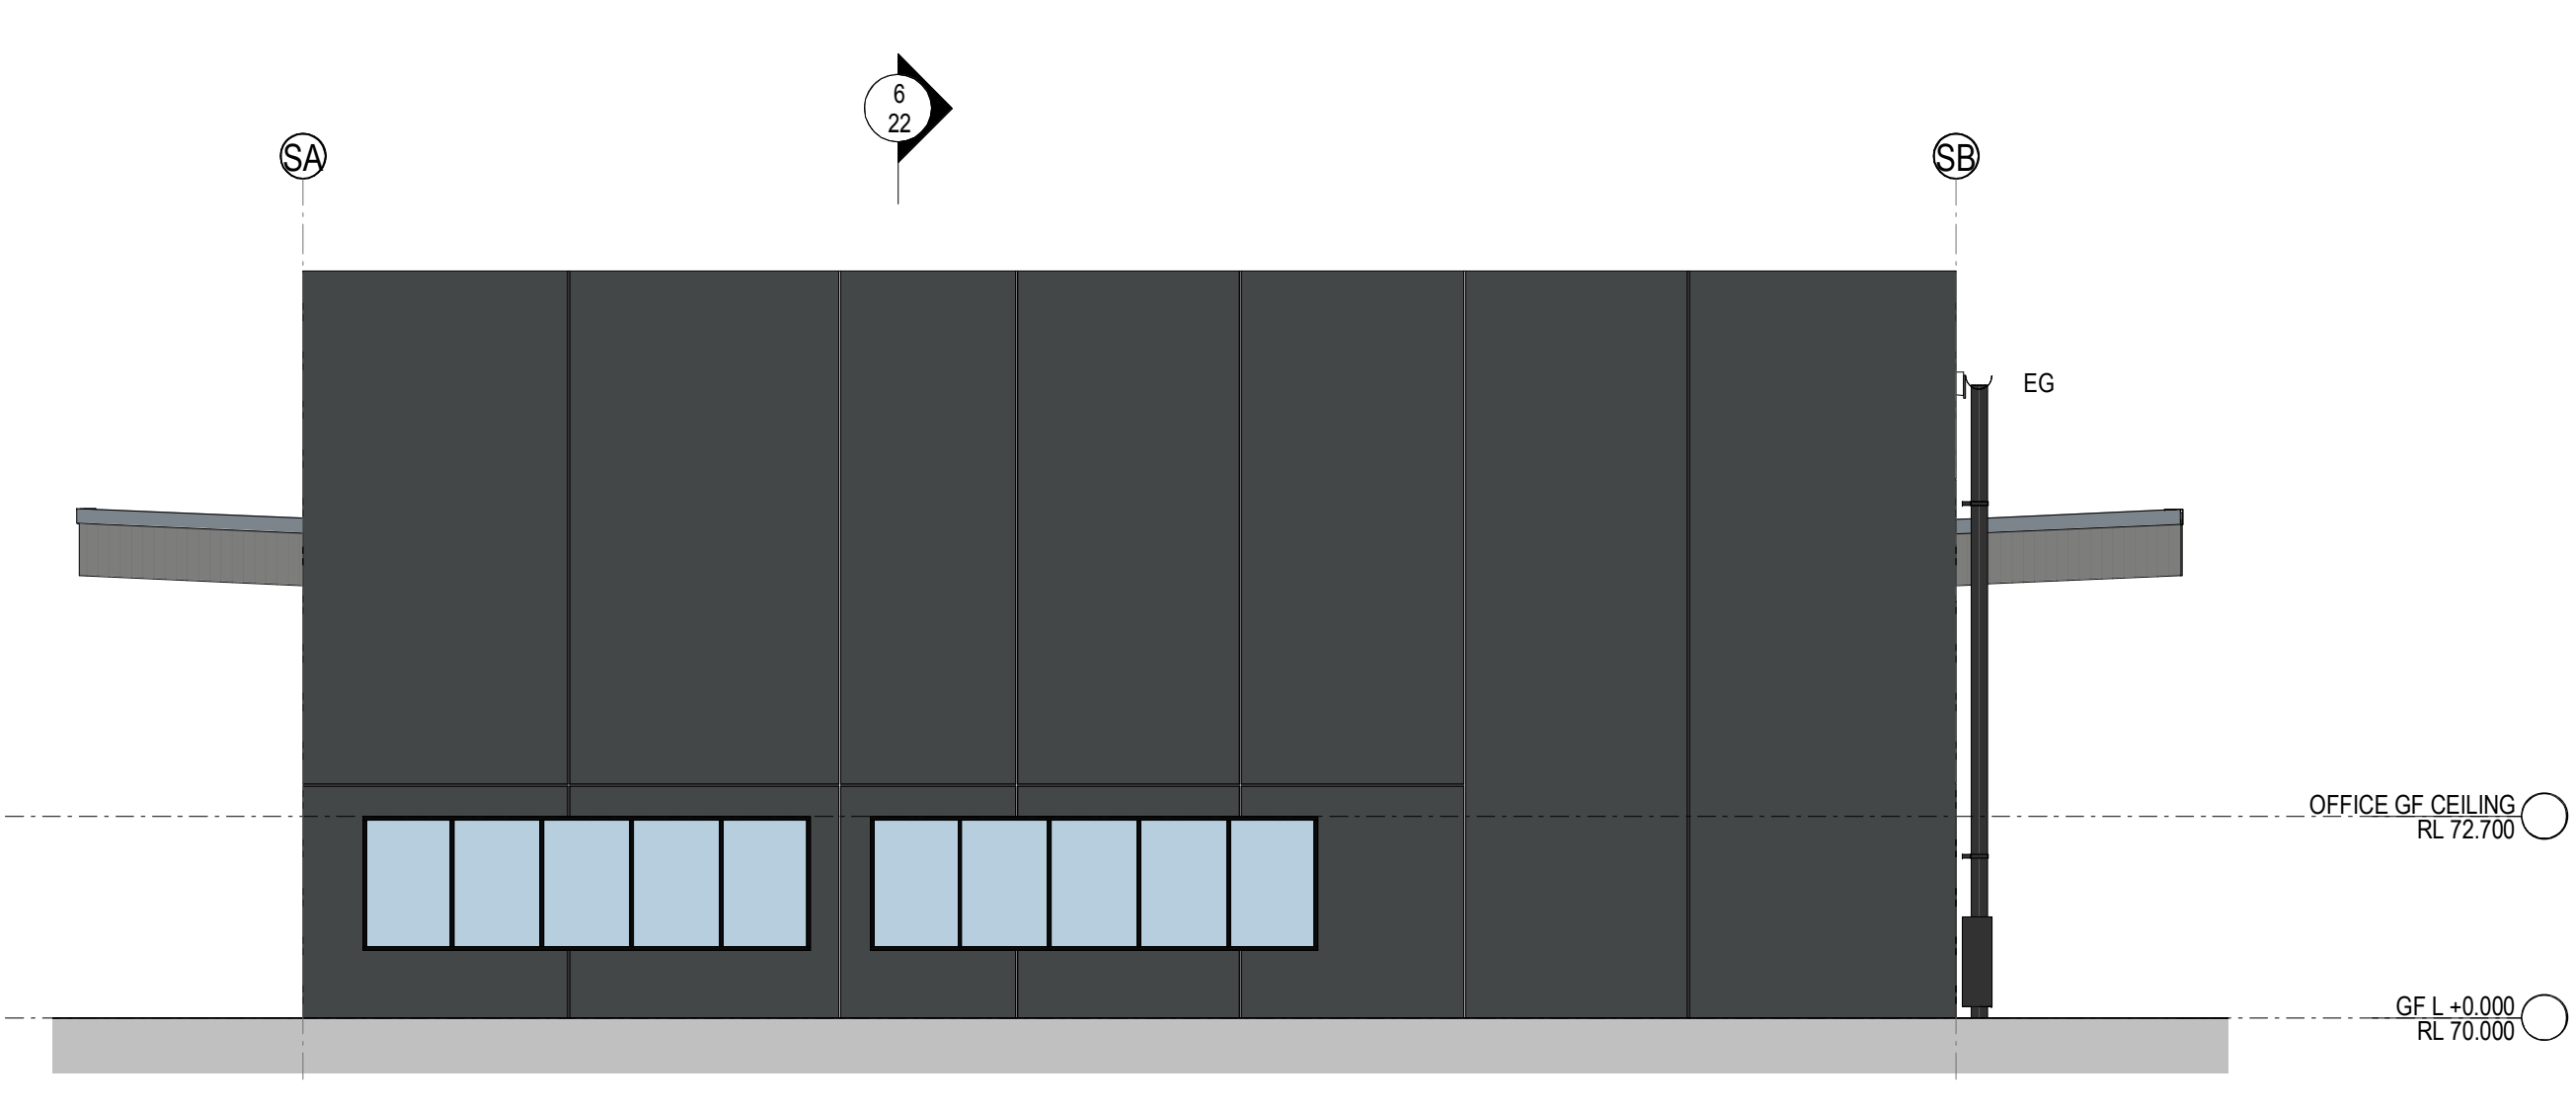 6
22
SA
SB
EG
OFFICE GF CEILING
RL 72.700
GF L +0.000
RL 70.000